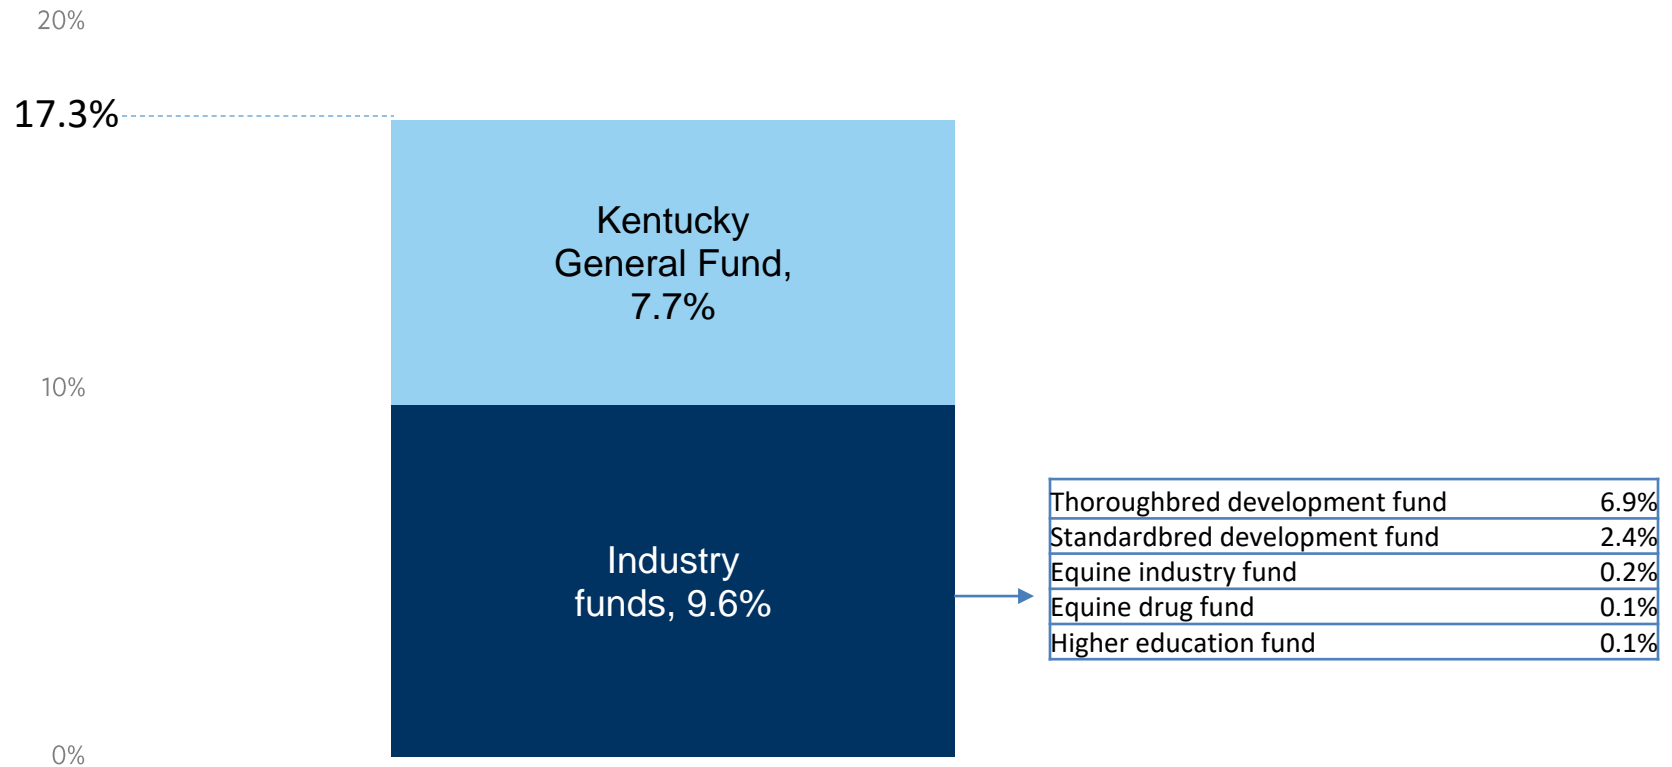 20%
17.3%
Kentucky
General Fund,
7.7%
10%
Industry
funds, 9.6%
Thoroughbred development fund 6.9%
Standardbred development fund 2.4%
Equine industry fund 0.2%
Equine drug fund 0.1%
Higher education fund 0.1%
0%